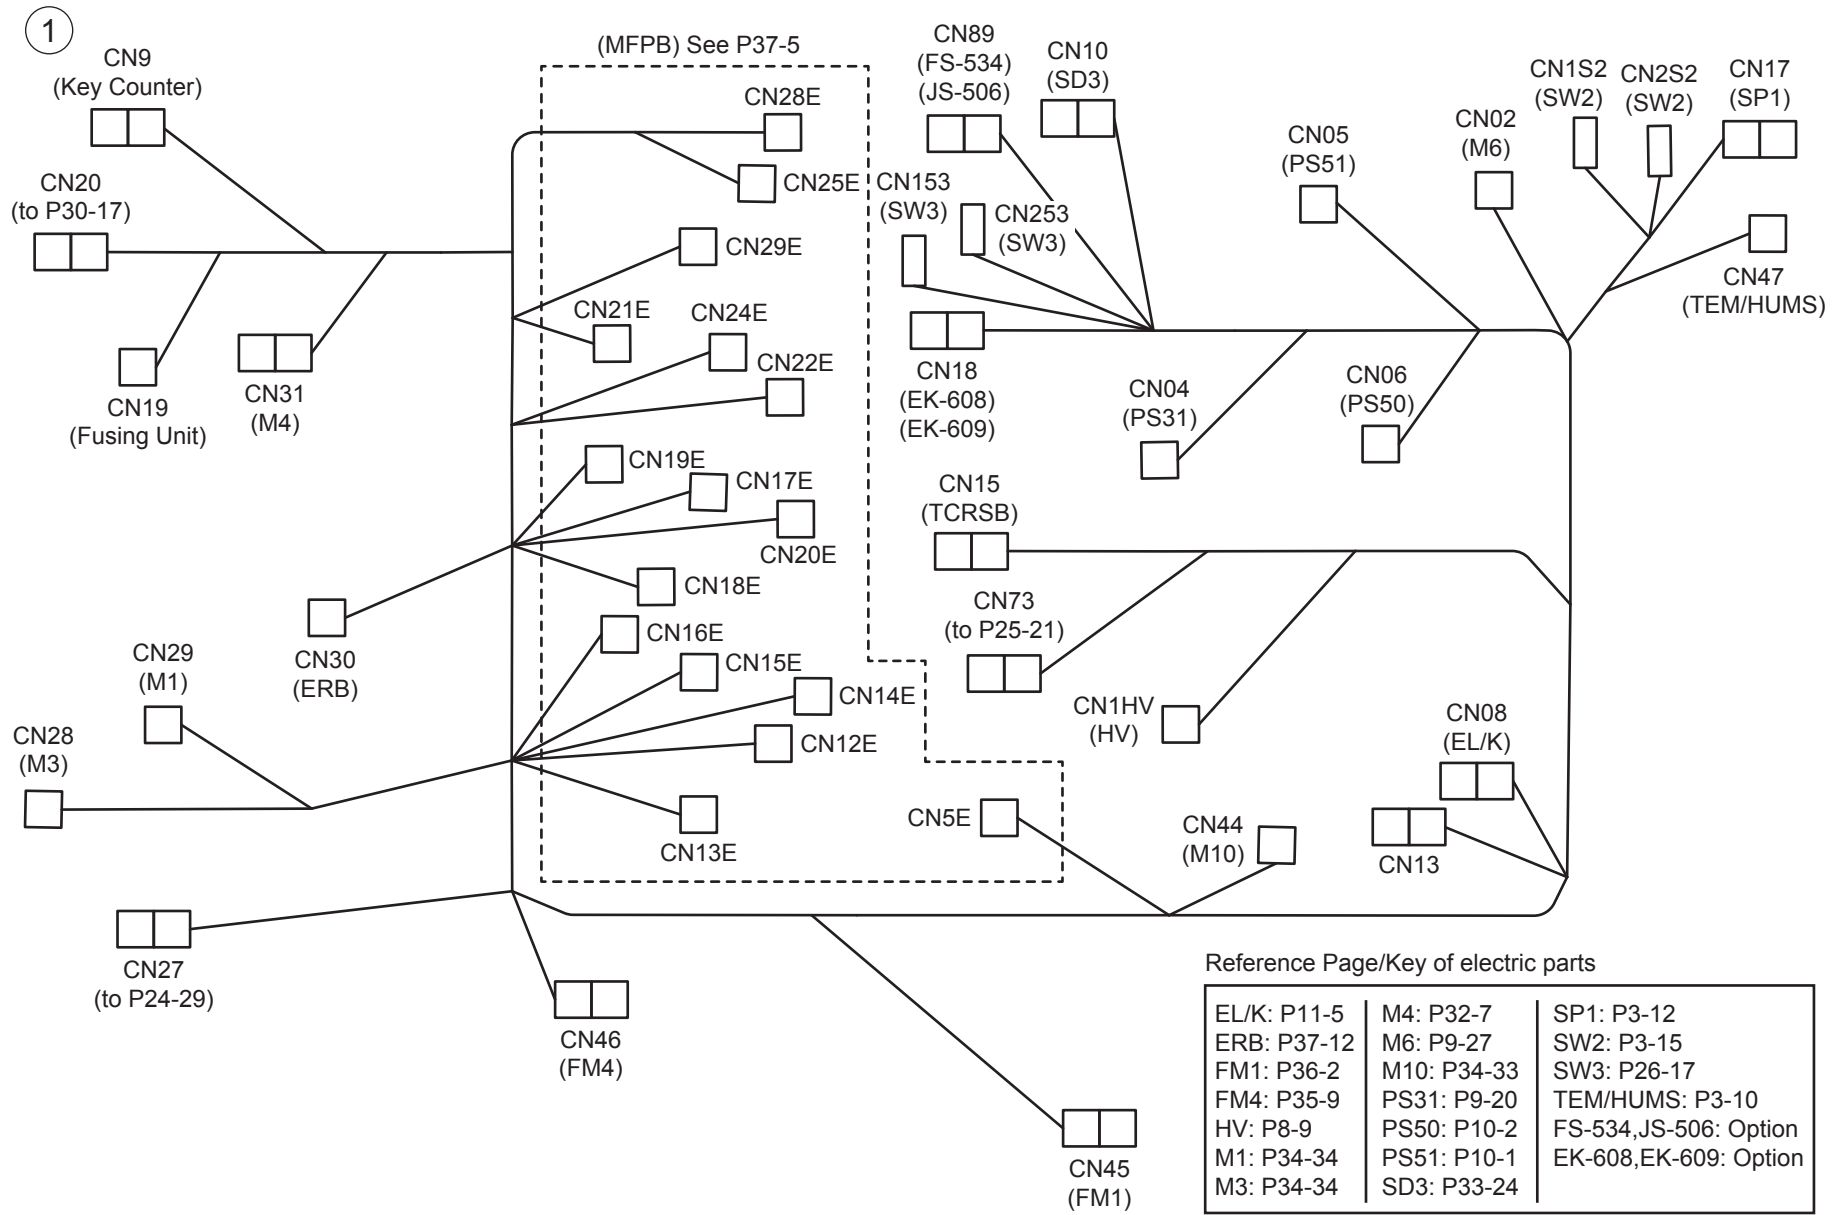 1
CN9
(Key Counter)
CN20
(to P30-17)
CN19
(Fusing Unit)
CN31
(M4)
(MFPB) See P37-5
CN28E
CN25E
CN29E
CN21E
CN24E
CN22E
CN19E
CN17E
CN20E
CN18E
CN16E
CN15E
CN14E
CN12E
CN13E
CN5E
CN30
(ERB)
CN29
(M1)
CN28
(M3)
CN27
(to P24-29)
CN46
(FM4)
CN45
(FM1)
CN89
(FS-534)
(JS-506)
CN10
(SD3)
CN153
(SW3)
CN253
(SW3)
CN18
(EK-608)
(EK-609)
CN05
(PS51)
CN02
(M6)
CN1S2
(SW2)
CN2S2
(SW2)
CN17
(SP1)
CN47
(TEM/HUMS)
CN04
(PS31)
CN06
(PS50)
CN15
(TCRSB)
CN73
(to P25-21)
CN1HV
(HV)
CN08
(EL/K)
CN13
CN44
(M10)
Reference Page/Key of electric parts
EL/K: P11-5
ERB: P37-12
FM1: P36-2
FM4: P35-9
HV: P8-9
M1: P34-34
M3: P34-34
M4: P32-7
M6: P9-27
M10: P34-33
PS31: P9-20
PS50: P10-2
PS51: P10-1
SD3: P33-24
SP1: P3-12
SW2: P3-15
SW3: P26-17
TEM/HUMS: P3-10
FS-534,JS-506: Option
EK-608,EK-609: Option